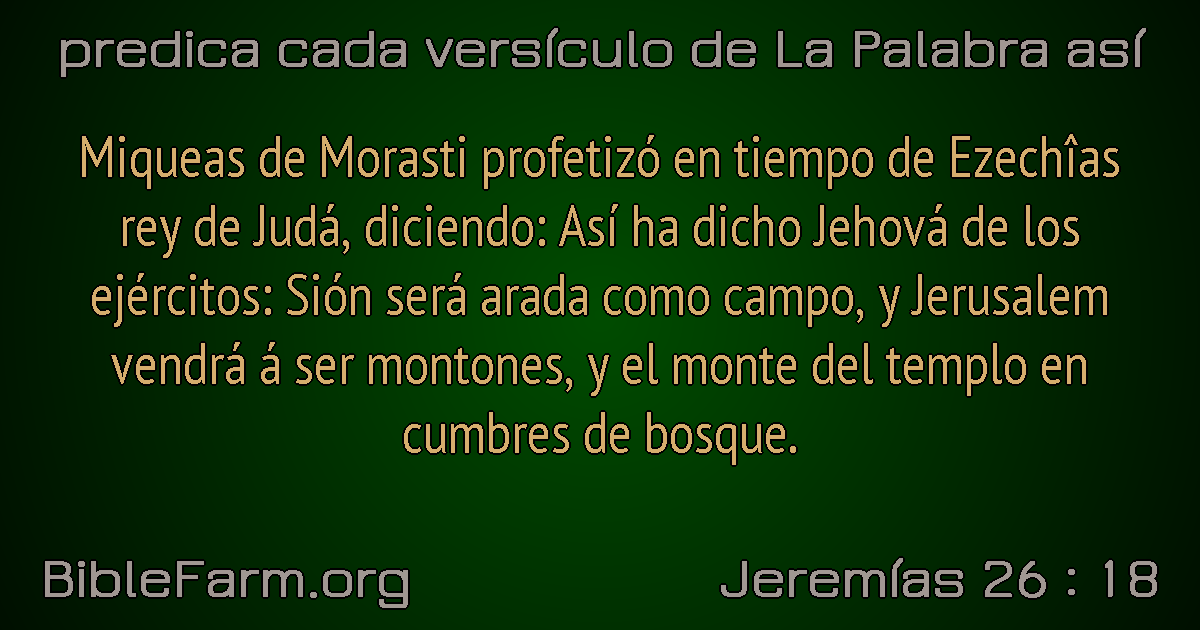 predica cada versículo de La Palabra así
Miqueas de Morasti profetizó en tiempo de Ezechîas
rey de Judá, diciendo: Así ha dicho Jehová de los
ejércitos: Sión será arada como campo, y Jerusalem
vendrá á ser montones, y el monte del templo en
cumbres de bosque.
BibleFarm.org
Jeremías 26 : 18